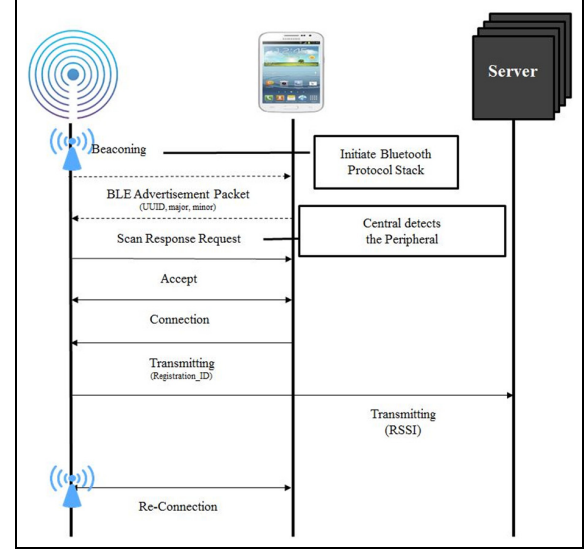 Server
Beaconing
Initiate Bluetooth
Protocol Stack
BLE Advertisement Packet
(UUID, major, minor)
Central detects
the Peripheral
Scan Response Request
Accept
Connection
Transmitting
(Registration_ID)
Transmitting
(RSSI)
Re-Connection